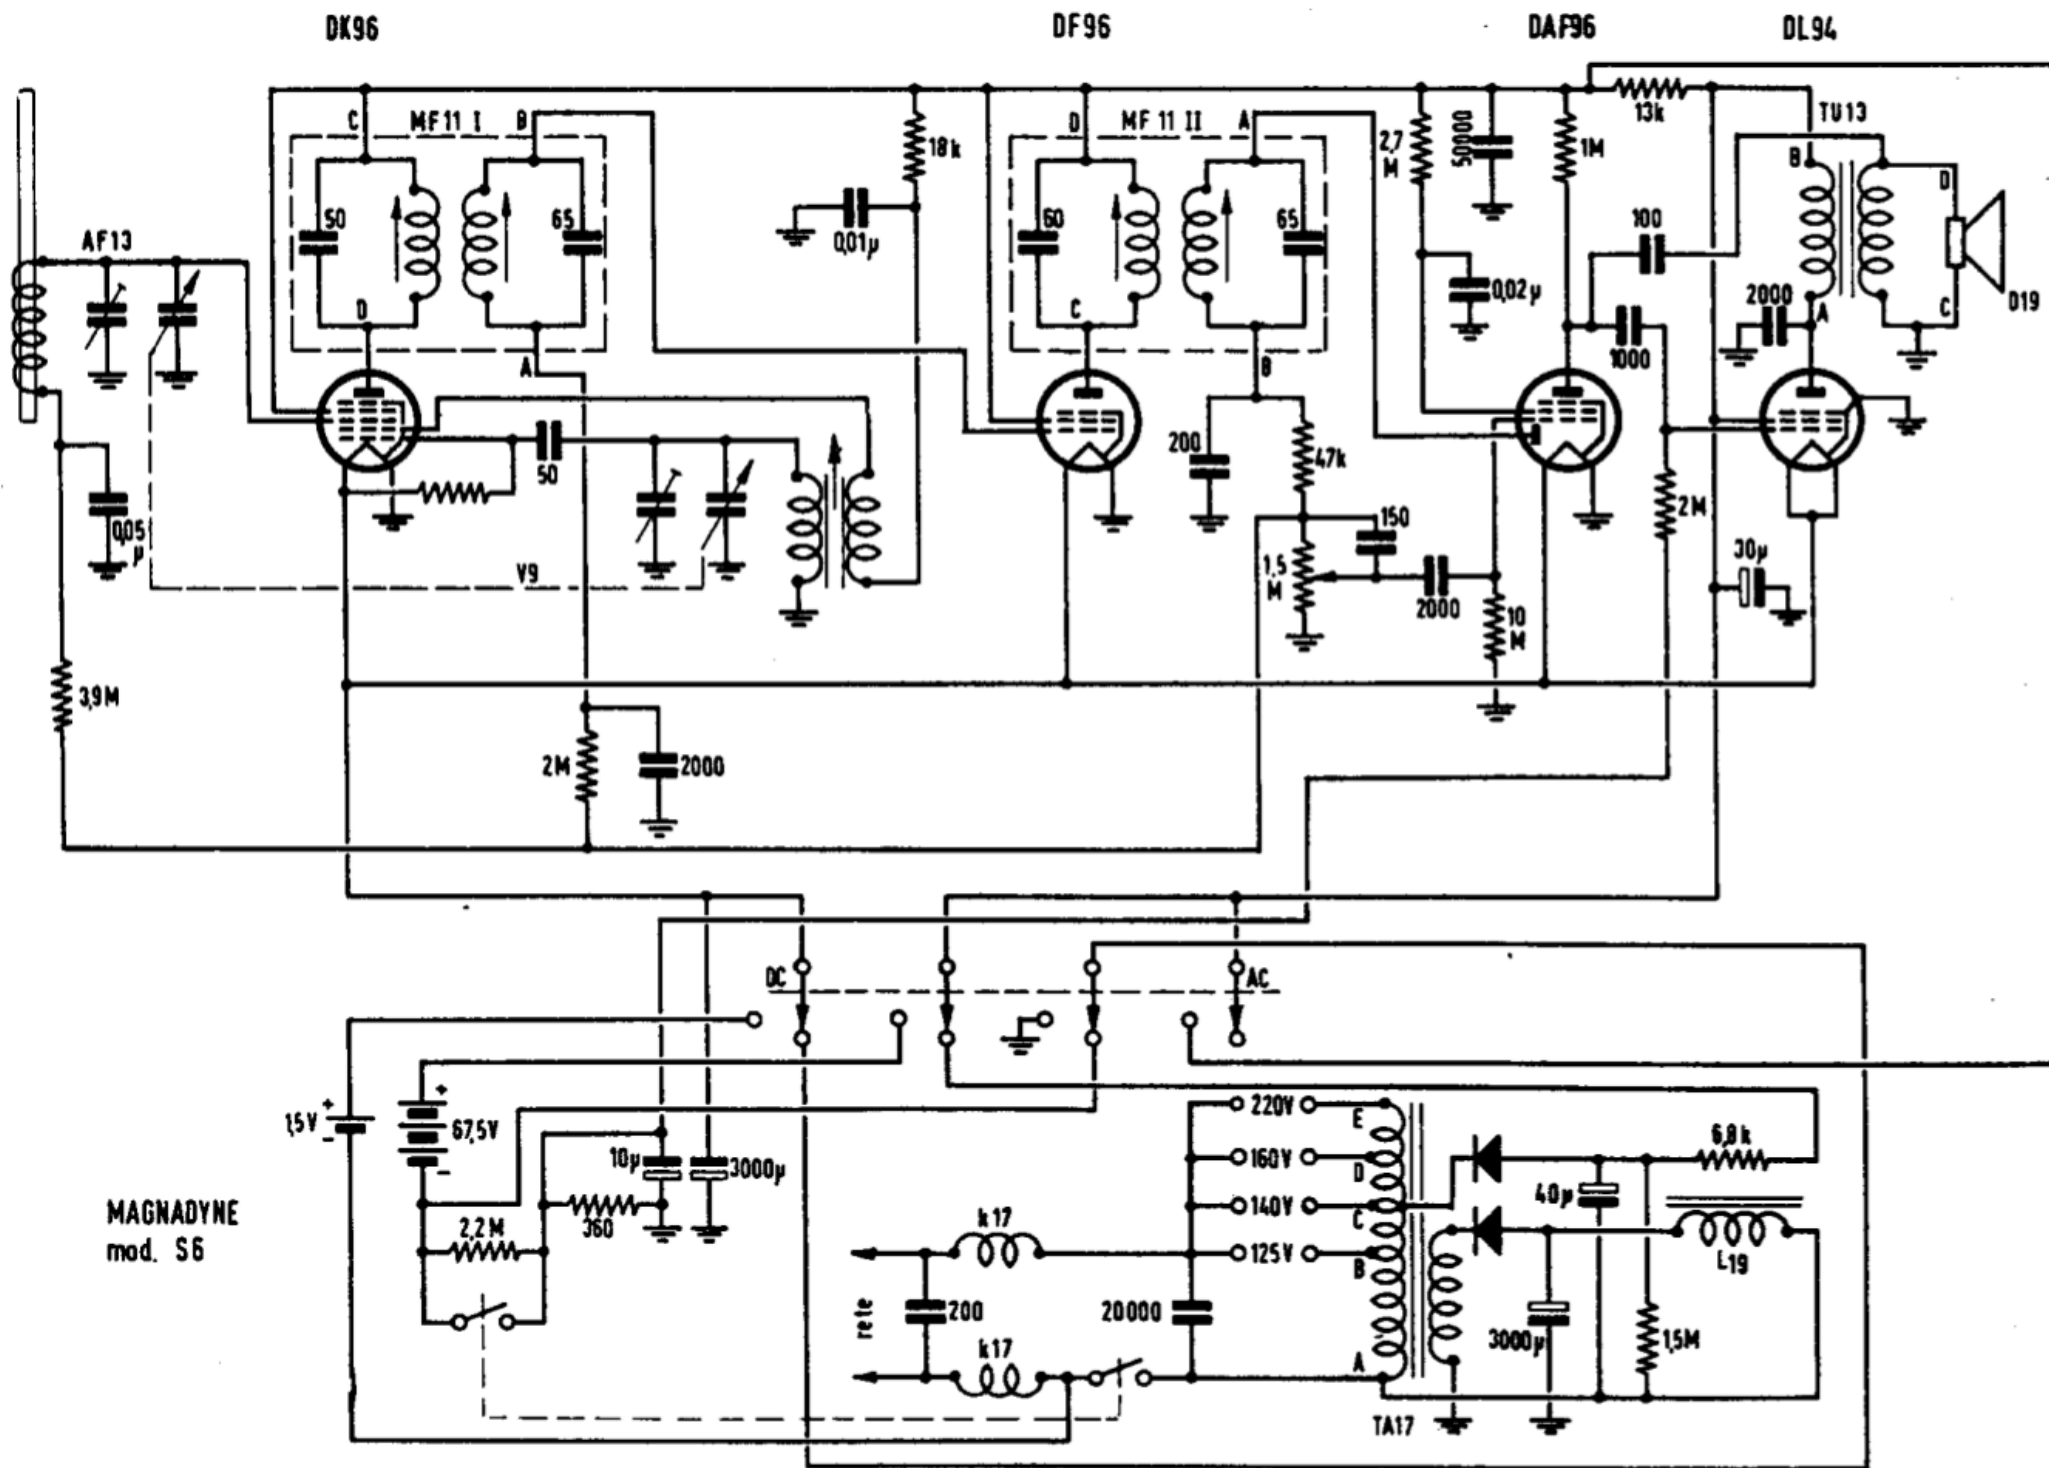 DK96
DF96
DAF96
DL94
C
MF11 I
B
50
65
D
A
AF13
18k
0,01µ
D
MF 11 II
A
60
65
C
B
2,7
M
50000
1M
13k
TU13
B
100
0,02µ
1000
2000
A
D
C
D19
0,05
µ
50
V9
200
47k
150
1,5
M
2000
10
M
2M
30µ
3,9M
2M
2000
DC
AC
1,5V
+
-
+
67,5V
-
10µ
3000µ
360
2,2M
MAGNADYNE
mod. S6
220V
160V
140V
125V
E
D
C
B
A
k17
rete
200
k17
20000
TA17
6,8k
40µ
L19
3000µ
1,5M